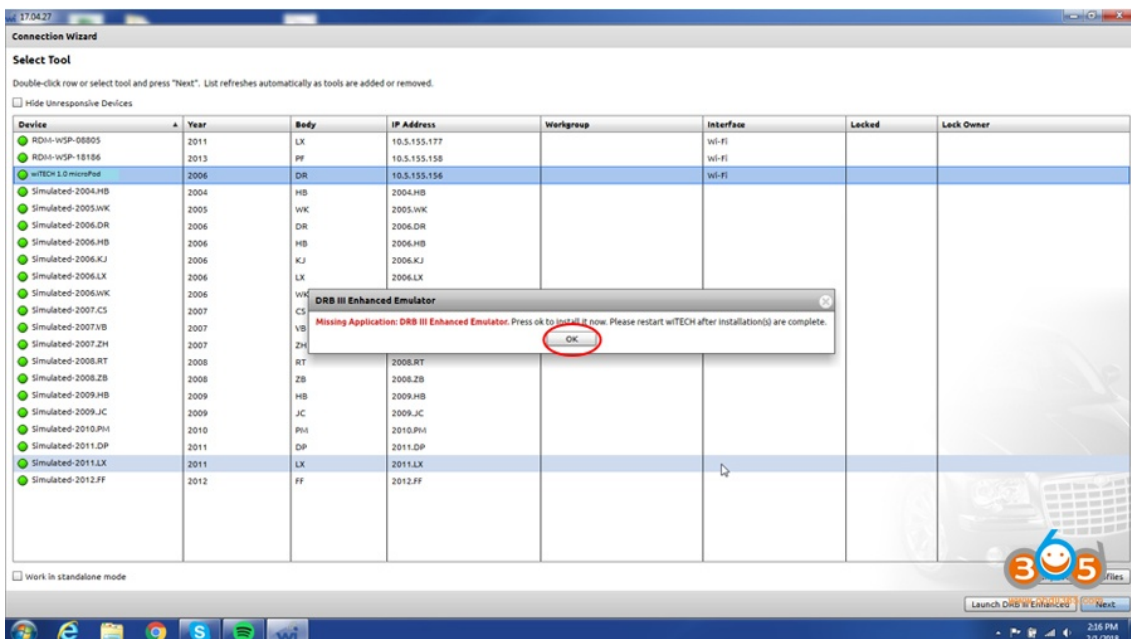 17.04.27
Connection Wizard
Select Tool
Double-click row or select tool and press "Next". List refreshes automatically as tools are added or removed.
Hide Unresponsive Devices
Device Year Body IP Address Workgroup Interface Locked Lock Owner
RDM-WSP-08805 2011 LX 10.5.155.177 Wi-Fi
RDM-WSP-18186 2013 PF 10.5.155.158 Wi-Fi
wiTECH 1.0 microPod 2006 DR 10.5.155.156 Wi-Fi
Simulated-2004.HB 2004 HB 2004.HB
Simulated-2005.WK 2005 WK 2005.WK
Simulated-2006.DR 2006 DR 2006.DR
Simulated-2006.HB 2006 HB 2006.HB
Simulated-2006.KJ 2006 KJ 2006.KJ
Simulated-2006.LX 2006 LX 2006.LX
Simulated-2006.WK 2006 WK
Simulated-2007.CS 2007 CS
Simulated-2007.VB 2007 VB
Simulated-2007.ZH 2007 ZH
DRB III Enhanced Emulator
Missing Application: DRB III Enhanced Emulator. Press ok to install it now. Please restart wiTECH after installation(s) are complete.
OK
Simulated-2008.RT 2008 RT 2008.RT
Simulated-2008.ZB 2008 ZB 2008.ZB
Simulated-2009.HB 2009 HB 2009.HB
Simulated-2009.JC 2009 JC 2009.JC
Simulated-2010.PM 2010 PM 2010.PM
Simulated-2011.DP 2011 DP 2011.DP
Simulated-2011.LX 2011 LX 2011.LX
Simulated-2012.FF 2012 FF 2012.FF
Work in standalone mode
Launch DRB III Enhanced Next
2:16 PM